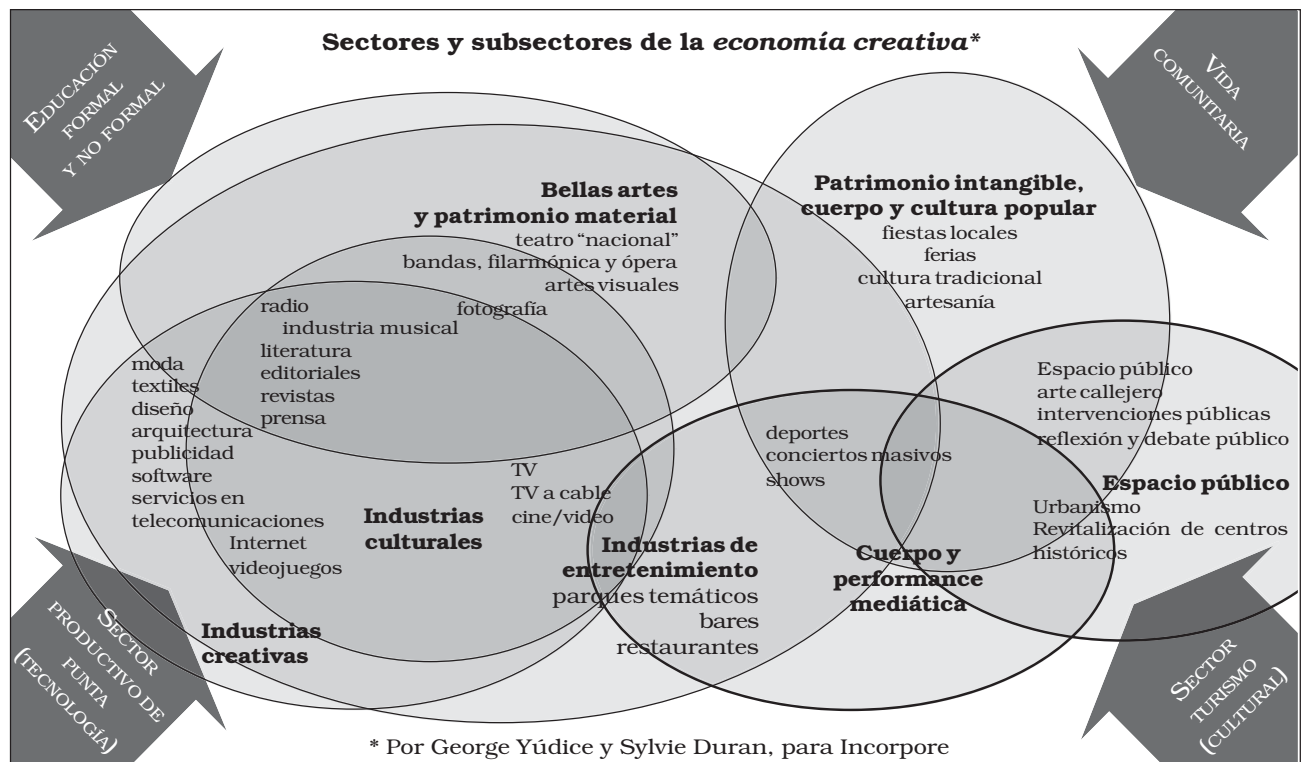 Sectores y subsectores de la economía creativa*
EDUCACIÓN
FORMAL
Y NO FORMAL
VIDA
COMUNITARIA
Bellas artes
y patrimonio material
teatro “nacional”
bandas, filarmónica y ópera
artes visuales
fotografía
Patrimonio intangible,
cuerpo y cultura popular
fiestas locales
ferias
cultura tradicional
artesanía
radio
industria musical
literatura
editoriales
revistas
prensa
moda
textiles
diseño
arquitectura
publicidad
software
servicios en
telecomunicaciones
Internet
videojuegos
Industrias
culturales
TV
TV a cable
cine/video
Industrias
creativas
Industrias de
entretenimiento
parques temáticos
bares
restaurantes
deportes
conciertos masivos
shows
Cuerpo y
performance
mediática
Espacio público
arte callejero
intervenciones públicas
reflexión y debate público
Espacio público
Urbanismo
Revitalización de centros
históricos
SECTOR
PRODUCTIVO DE
PUNTA
(TECNOLOGÍA)
SECTOR
TURISMO
(CULTURAL)
* Por George Yúdice y Sylvie Duran, para Incorpore